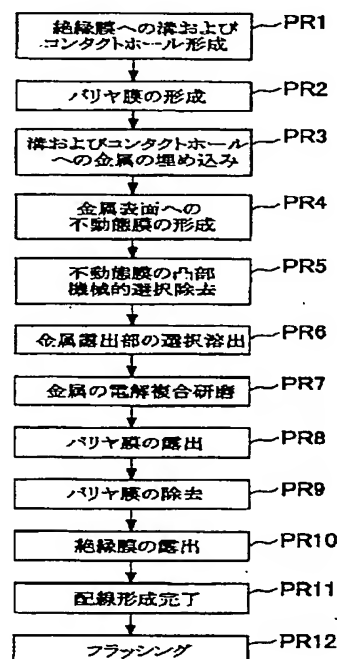 絶縁膜への溝および
コンタクトホール形成
PR1
バリヤ膜の形成
PR2
溝およびコンタクトホール
への金属の埋め込み
PR3
金属表面への
不動態膜の形成
PR4
不動態膜の凸部
機械的選択除去
PR5
金属露出部の選択溶出
PR6
金属の電解複合研磨
PR7
バリヤ膜の露出
PR8
バリヤ膜の除去
PR9
絶縁膜の露出
PR10
配線形成完了
PR11
フラッシング
PR12